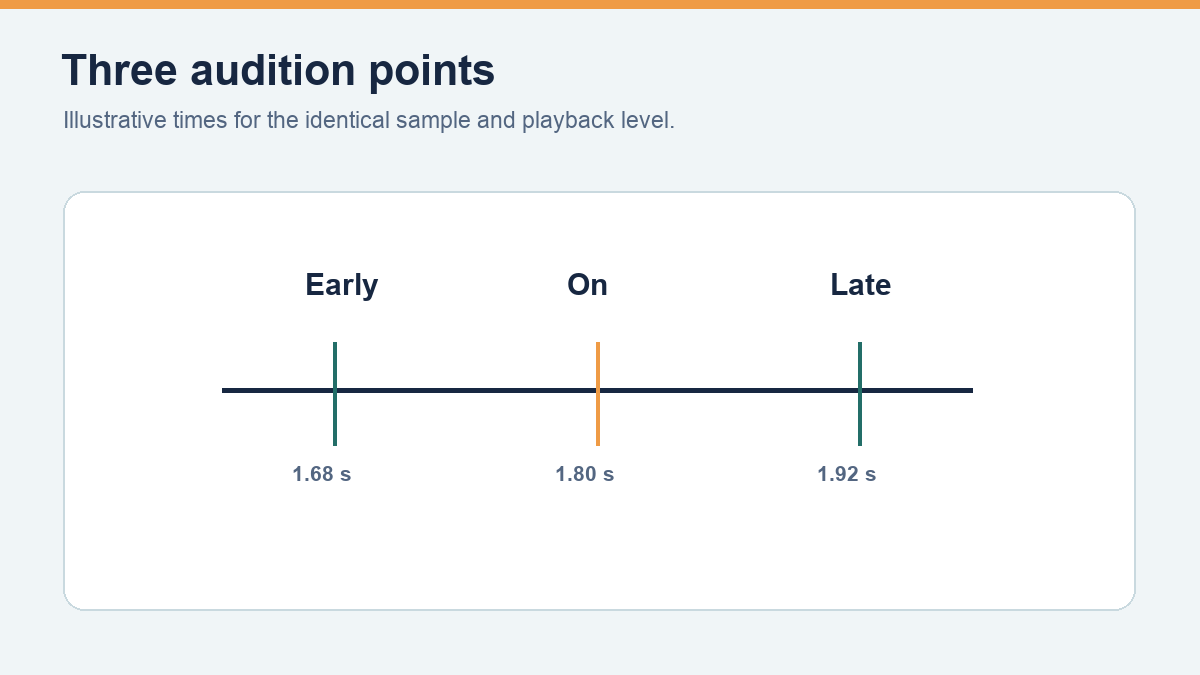 Three audition points
Illustrative times for the identical sample and playback level.
Early On Late
1.68 s 1.80 s 1.92 s